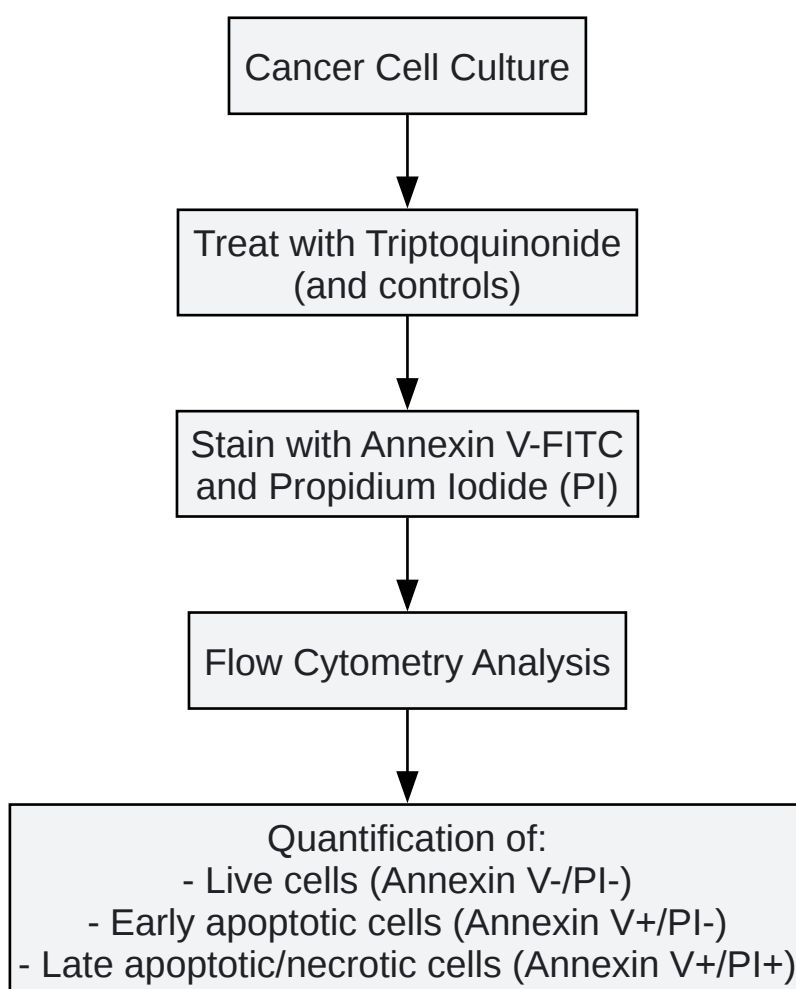 Cancer Cell Culture
Treat with Triptoquinonide
(and controls)
Stain with Annexin V-FITC
and Propidium Iodide (PI)
Flow Cytometry Analysis
Quantification of:
- Live cells (Annexin V-/PI-)
- Early apoptotic cells (Annexin V+/PI-)
- Late apoptotic/necrotic cells (Annexin V+/PI+)